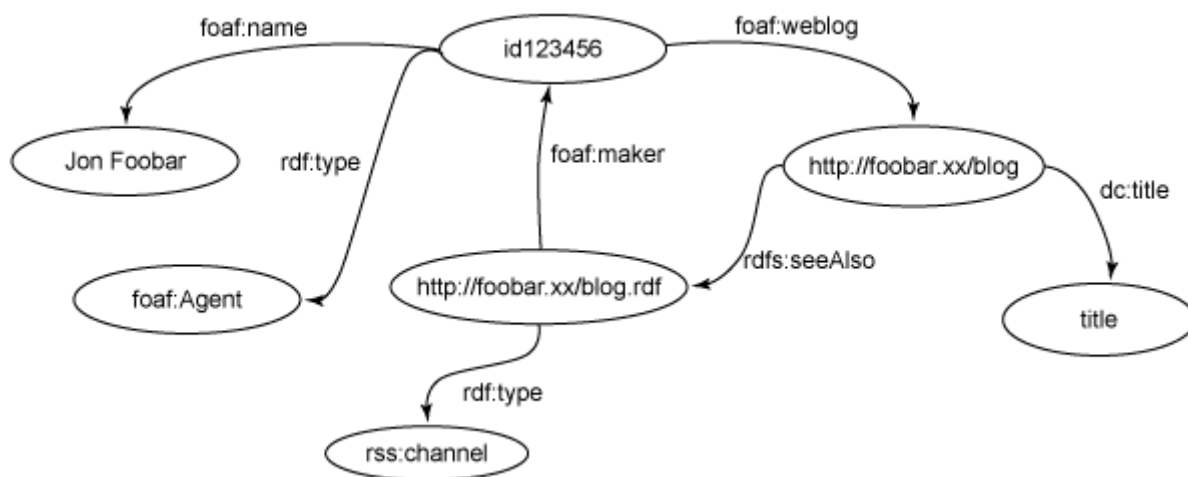 foaf:name
id123456
foaf:weblog
Jon Foobar
rdf:type
foaf:maker
http://foobar.xx/blog
dc:title
rdfs:seeAlso
foaf:Agent
http://foobar.xx/blog.rdf
title
rdf:type
rss:channel